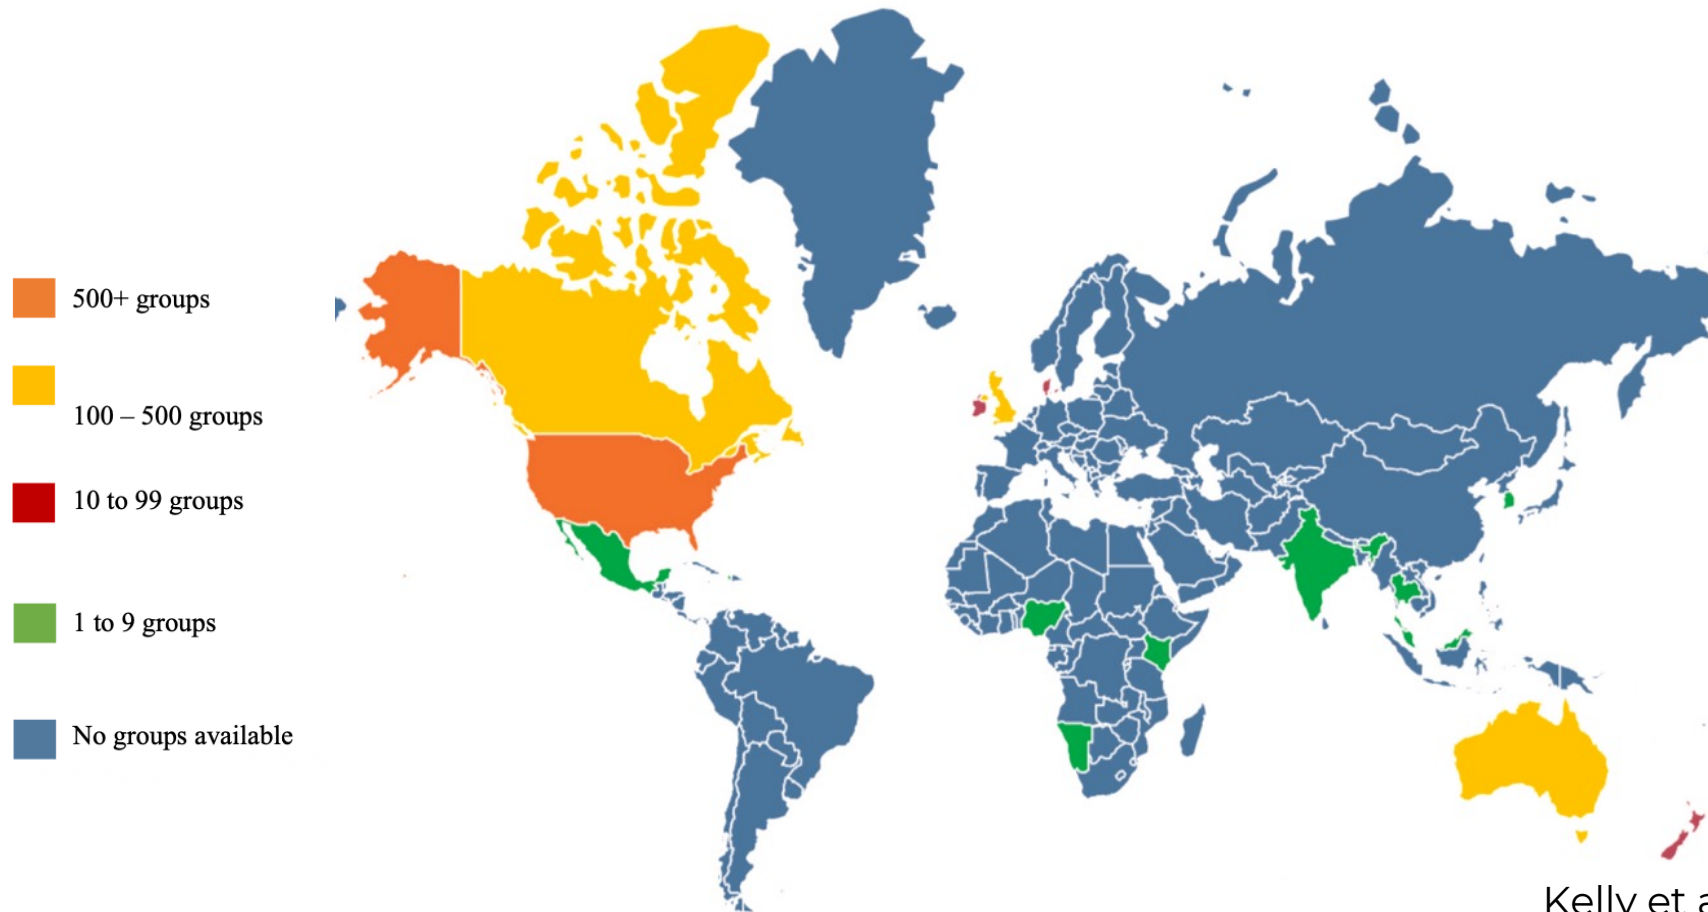 500+ groups
100 – 500 groups
10 to 99 groups
1 to 9 groups
No groups available
Kelly et a